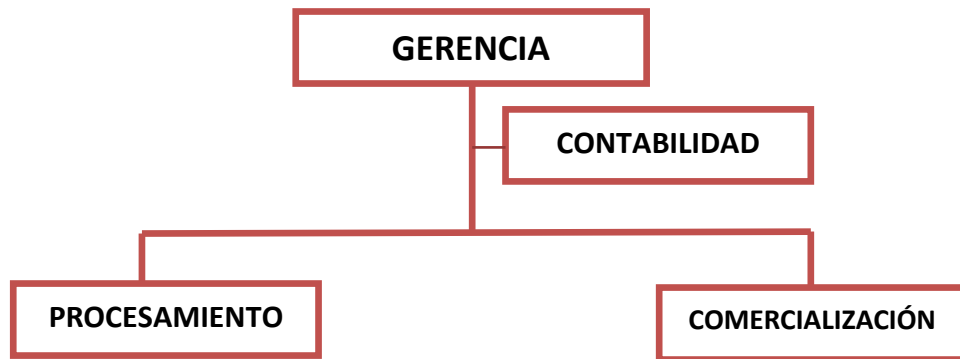 GERENCIA
CONTABILIDAD
PROCESAMIENTO
COMERCIALIZACIÓN